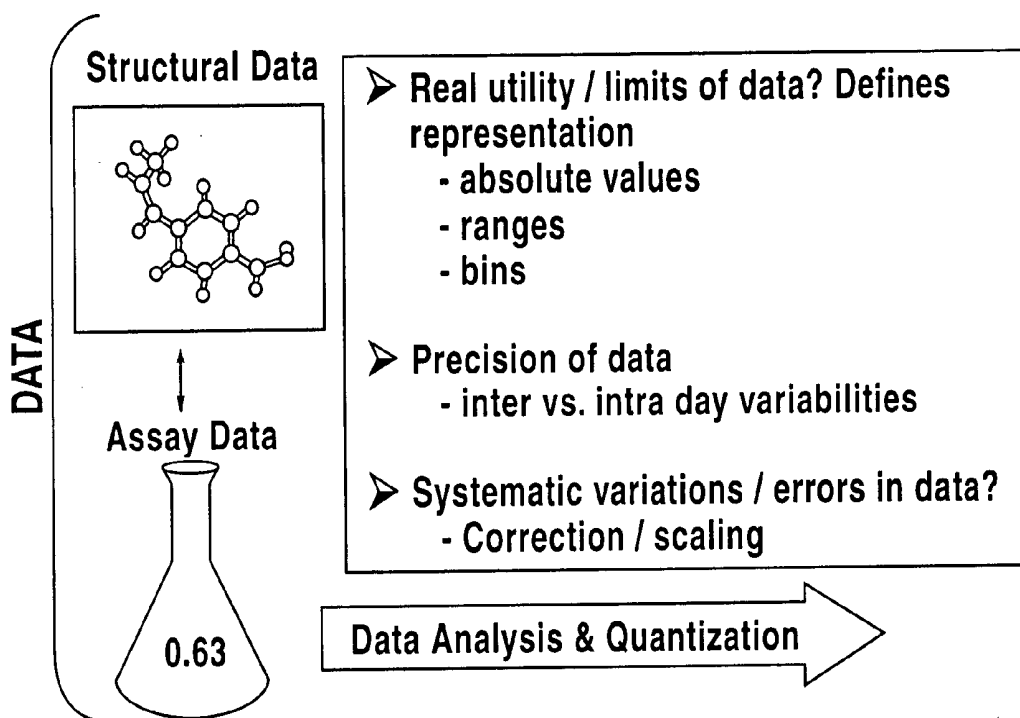 DATA
Structural Data
Assay Data
0.63
➢ Real utility / limits of data? Defines
representation
- absolute values
- ranges
- bins
➢ Precision of data
- inter vs. intra day variabilities
➢ Systematic variations / errors in data?
- Correction / scaling
Data Analysis & Quantization